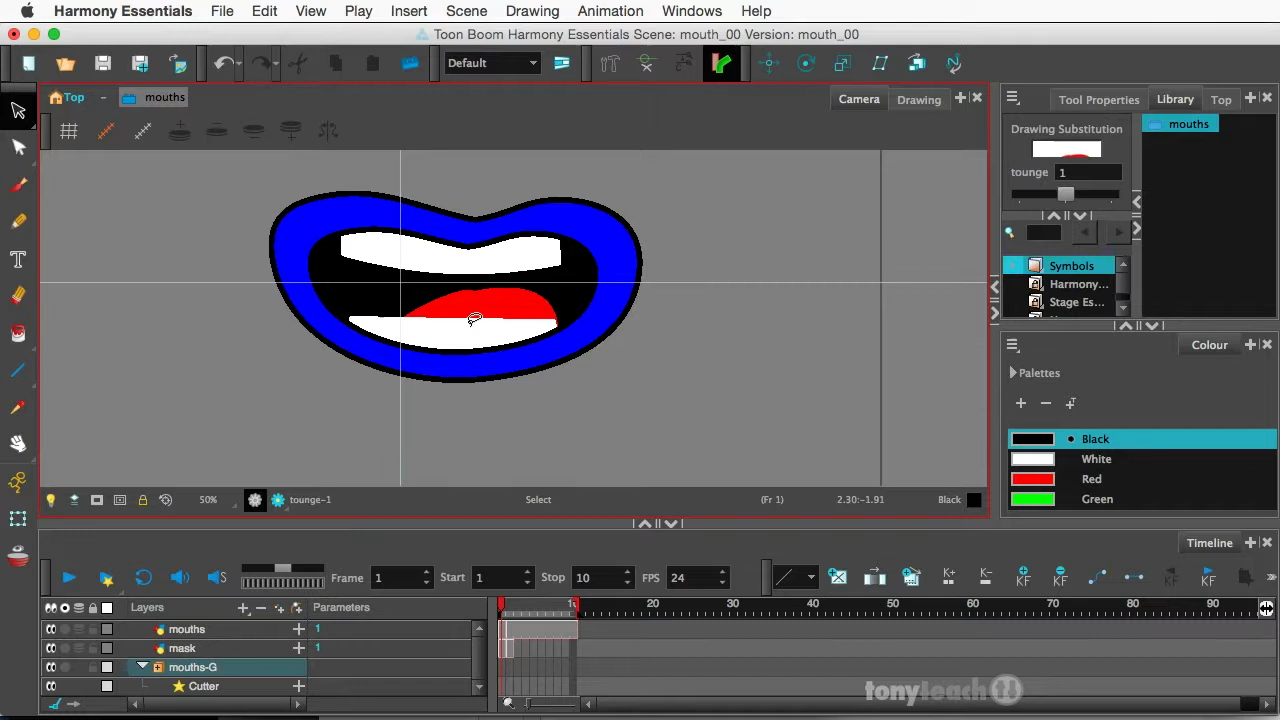 Harmony Essentials File Edit View Play Insert Scene Drawing Animation Windows Help
Toon Boom Harmony Essentials Scene: mouth_00 Version: mouth_00
Default
Top mouths Camera Drawing
Tool Properties Library Top
Drawing Substitution
mouths
tounge 1
Symbols
Harmony...
Stage Es...
Colour
Palettes
Black
White
Red
Green
50% tounge-1 Select (Fr 1) 2.30:-1.91 Black
Timeline
Frame 1 Start 1 Stop 10 FPS 24
Layers Parameters 10 20 30 40 50 60 70 80 90
mouths 1
mask 1
mouths-G
Cutter
tonyteach